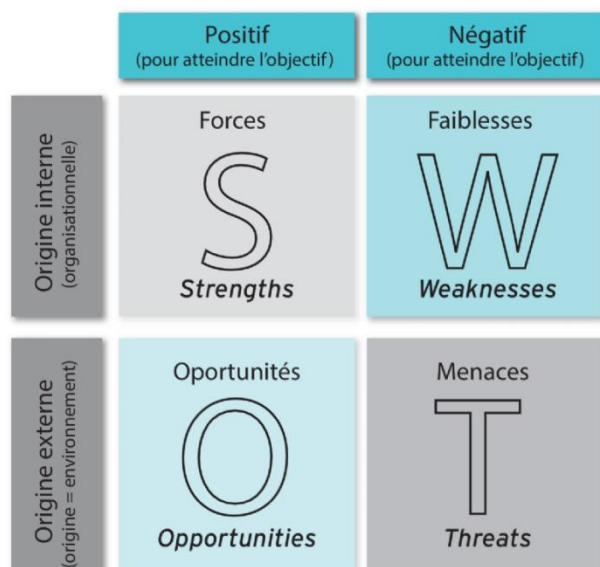 Positif
(pour atteindre l'objectif)
Négatif
(pour atteindre l'objectif)
Origine interne
(organisationnelle)
Forces
S
Strengths
Faiblesses
W
Weaknesses
Origine externe
(origine = environnement)
Oportunités
O
Opportunities
Menaces
T
Threats